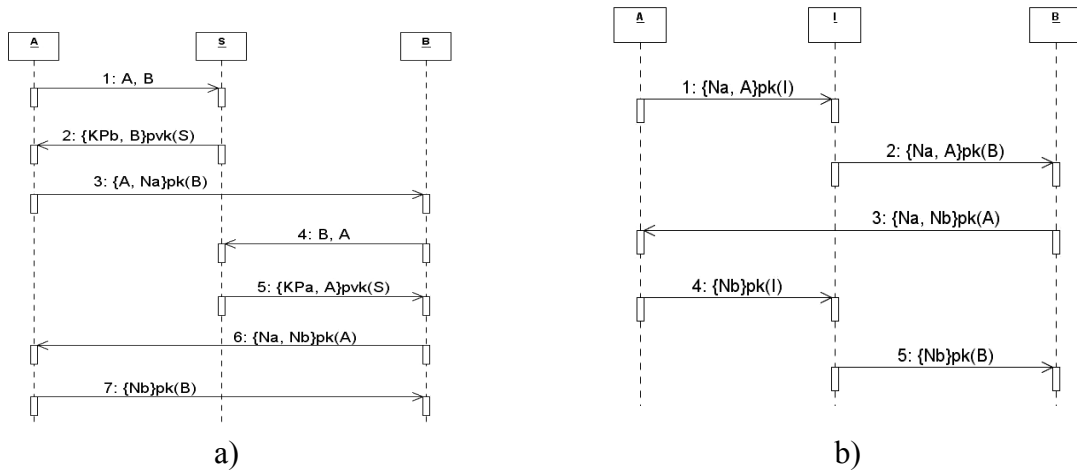 A S B
1: A, B
2: {KPb, B}pvk(S)
3: {A, Na}pk(B)
4: B, A
5: {KPa, A}pvk(S)
6: {Na, Nb}pk(A)
7: {Nb}pk(B)
a)
A I B
1: {Na, A}pk(I)
2: {Na, A}pk(B)
3: {Na, Nb}pk(A)
4: {Nb}pk(I)
5: {Nb}pk(B)
b)